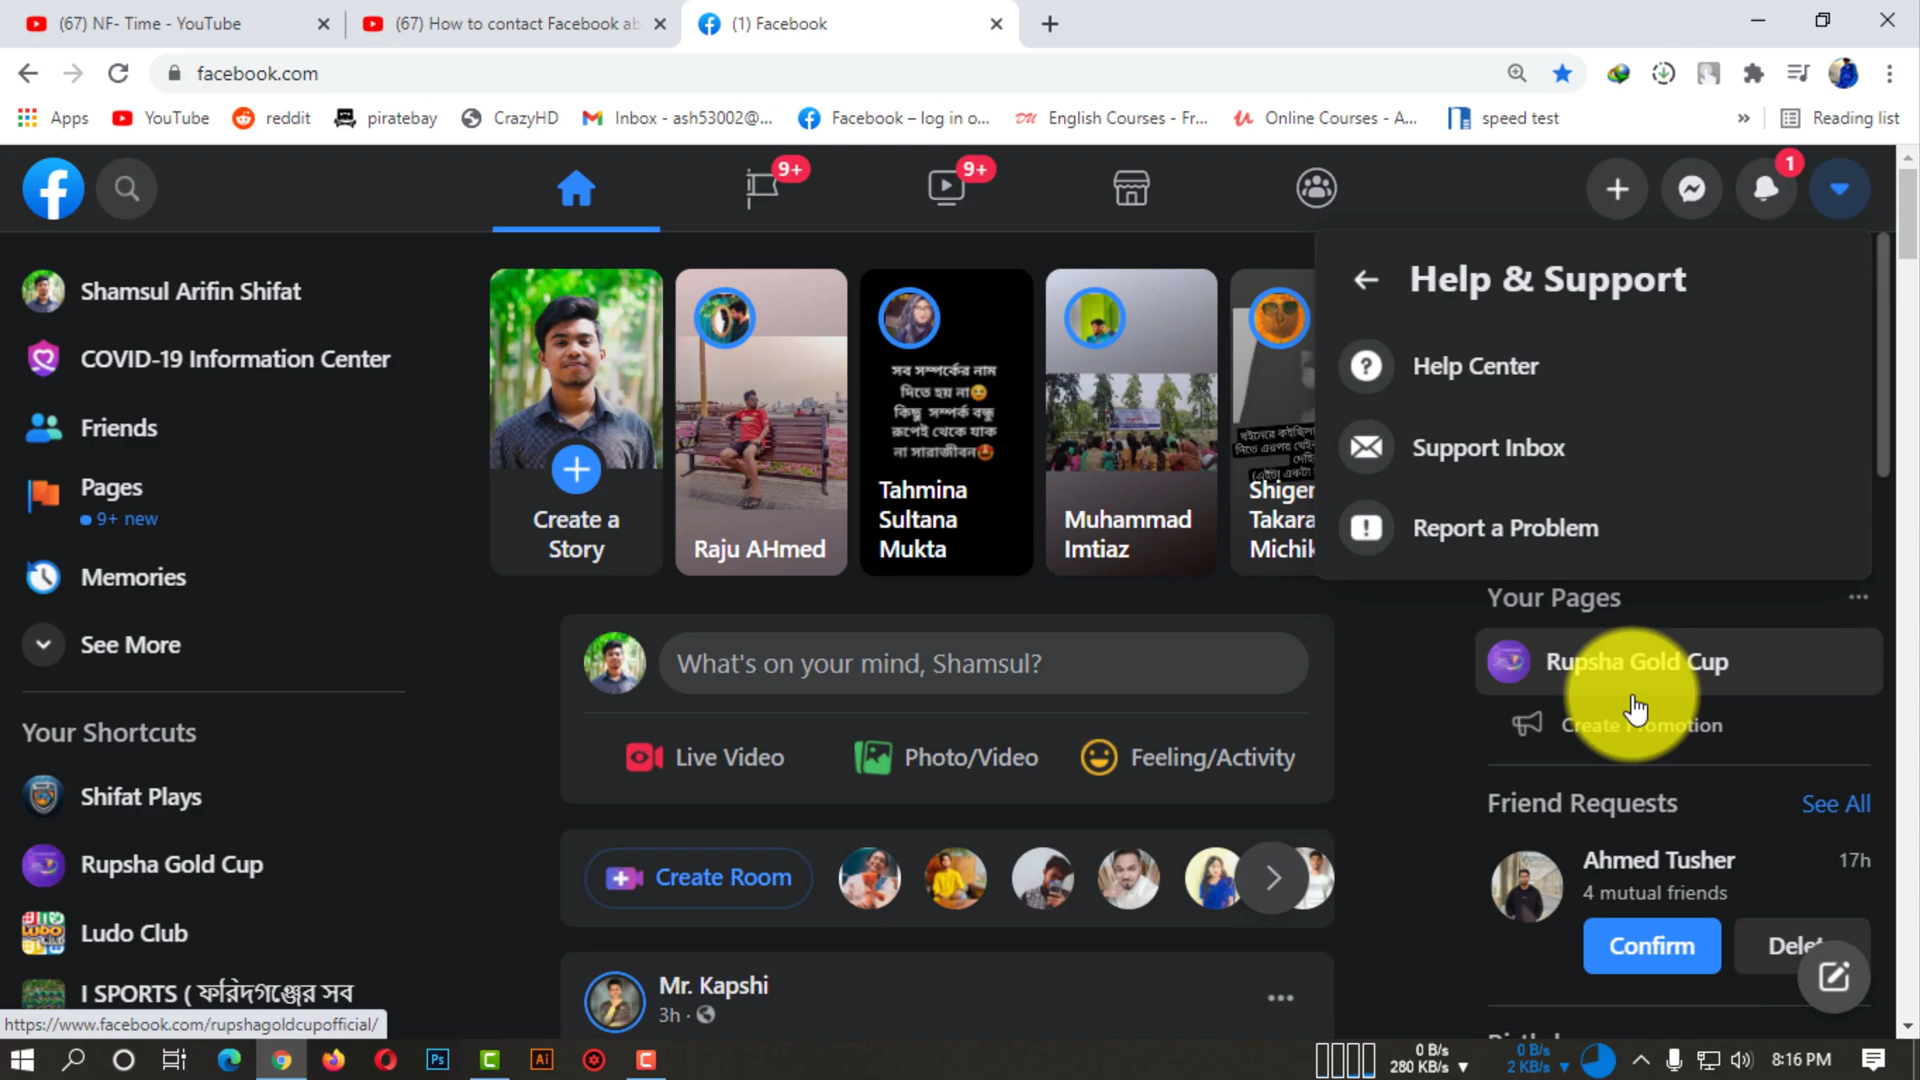 (67) NF- Time - YouTube
(67) How to contact Facebook ab
(1) Facebook
facebook.com
Apps
YouTube
reddit
piratebay
CrazyHD
Inbox - ash53002@...
Facebook – log in o...
DU English Courses - Fr...
Online Courses - A...
speed test
»
Reading list
9+
9+
1
Shamsul Arifin Shifat
COVID-19 Information Center
Friends
Pages
9+ new
Memories
See More
Your Shortcuts
Shifat Plays
Rupsha Gold Cup
Ludo Club
I SPORTS ( ফরিদগঞ্জের সব
https://www.facebook.com/rupshagoldcupofficial/
Create a
Story
Raju AHmed
সব সম্পর্কের নাম
দিতে হয় না😅
কিছু সম্পর্ক বন্ধু
রূপেই থেকে যাক
না সারাজীবন🤩
Tahmina
Sultana
Mukta
Muhammad
Imtiaz
Shiger
Takara
Michik
What's on your mind, Shamsul?
Live Video
Photo/Video
Feeling/Activity
Create Room
Mr. Kapshi
3h ·
Help & Support
Help Center
Support Inbox
Report a Problem
Your Pages
Rupsha Gold Cup
Create Promotion
Friend Requests
See All
Ahmed Tusher
17h
4 mutual friends
Confirm
Delet
Ps
Ai
0 B/s
280 KB/s
0 B/s
2 KB/s
8:16 PM